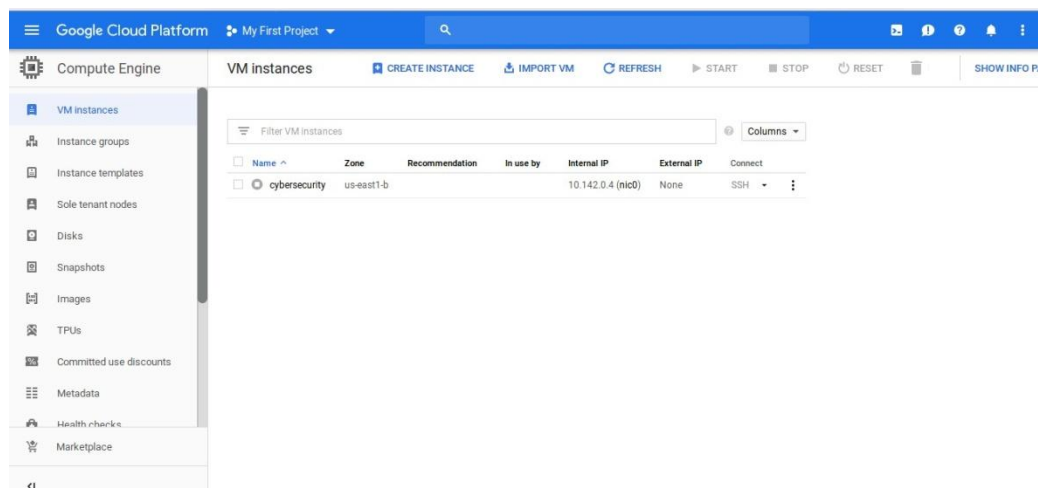 Google Cloud Platform My First Project
Compute Engine VM instances CREATE INSTANCE IMPORT VM REFRESH START STOP RESET SHOW INFO PA
VM instances
Instance groups
Instance templates
Sole tenant nodes
Disks
Snapshots
Images
TPUs
Committed use discounts
Metadata
Health checks
Marketplace
Filter VM instances Columns
Name Zone Recommendation In use by Internal IP External IP Connect
cybersecurity us-east1-b 10.142.0.4 (nic0) None SSH